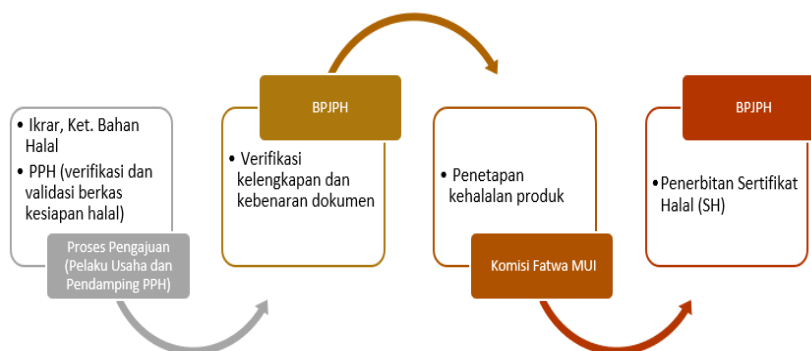 • Ikrar, Ket. Bahan
Halal
• PPH (verifikasi dan
validasi berkas
kesiapan halal)
Proses Pengajuan
(Pelaku Usaha dan
Pendamping PPH)
BPJPH
• Verifikasi
kelengkapan dan
kebenaran dokumen
• Penetapan
kehalalan produk
Komisi Fatwa MUI
BPJPH
• Penerbitan Sertifikat
Halal (SH)